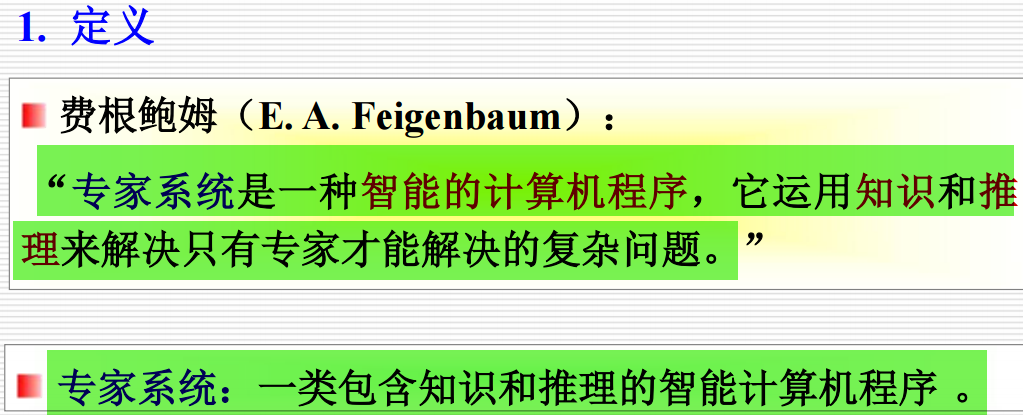 1. 定义
费根鲍姆（E. A. Feigenbaum）：
“专家系统是一种智能的计算机程序，它运用知识和推
理来解决只有专家才能解决的复杂问题。”
专家系统：一类包含知识和推理的智能计算机程序 。